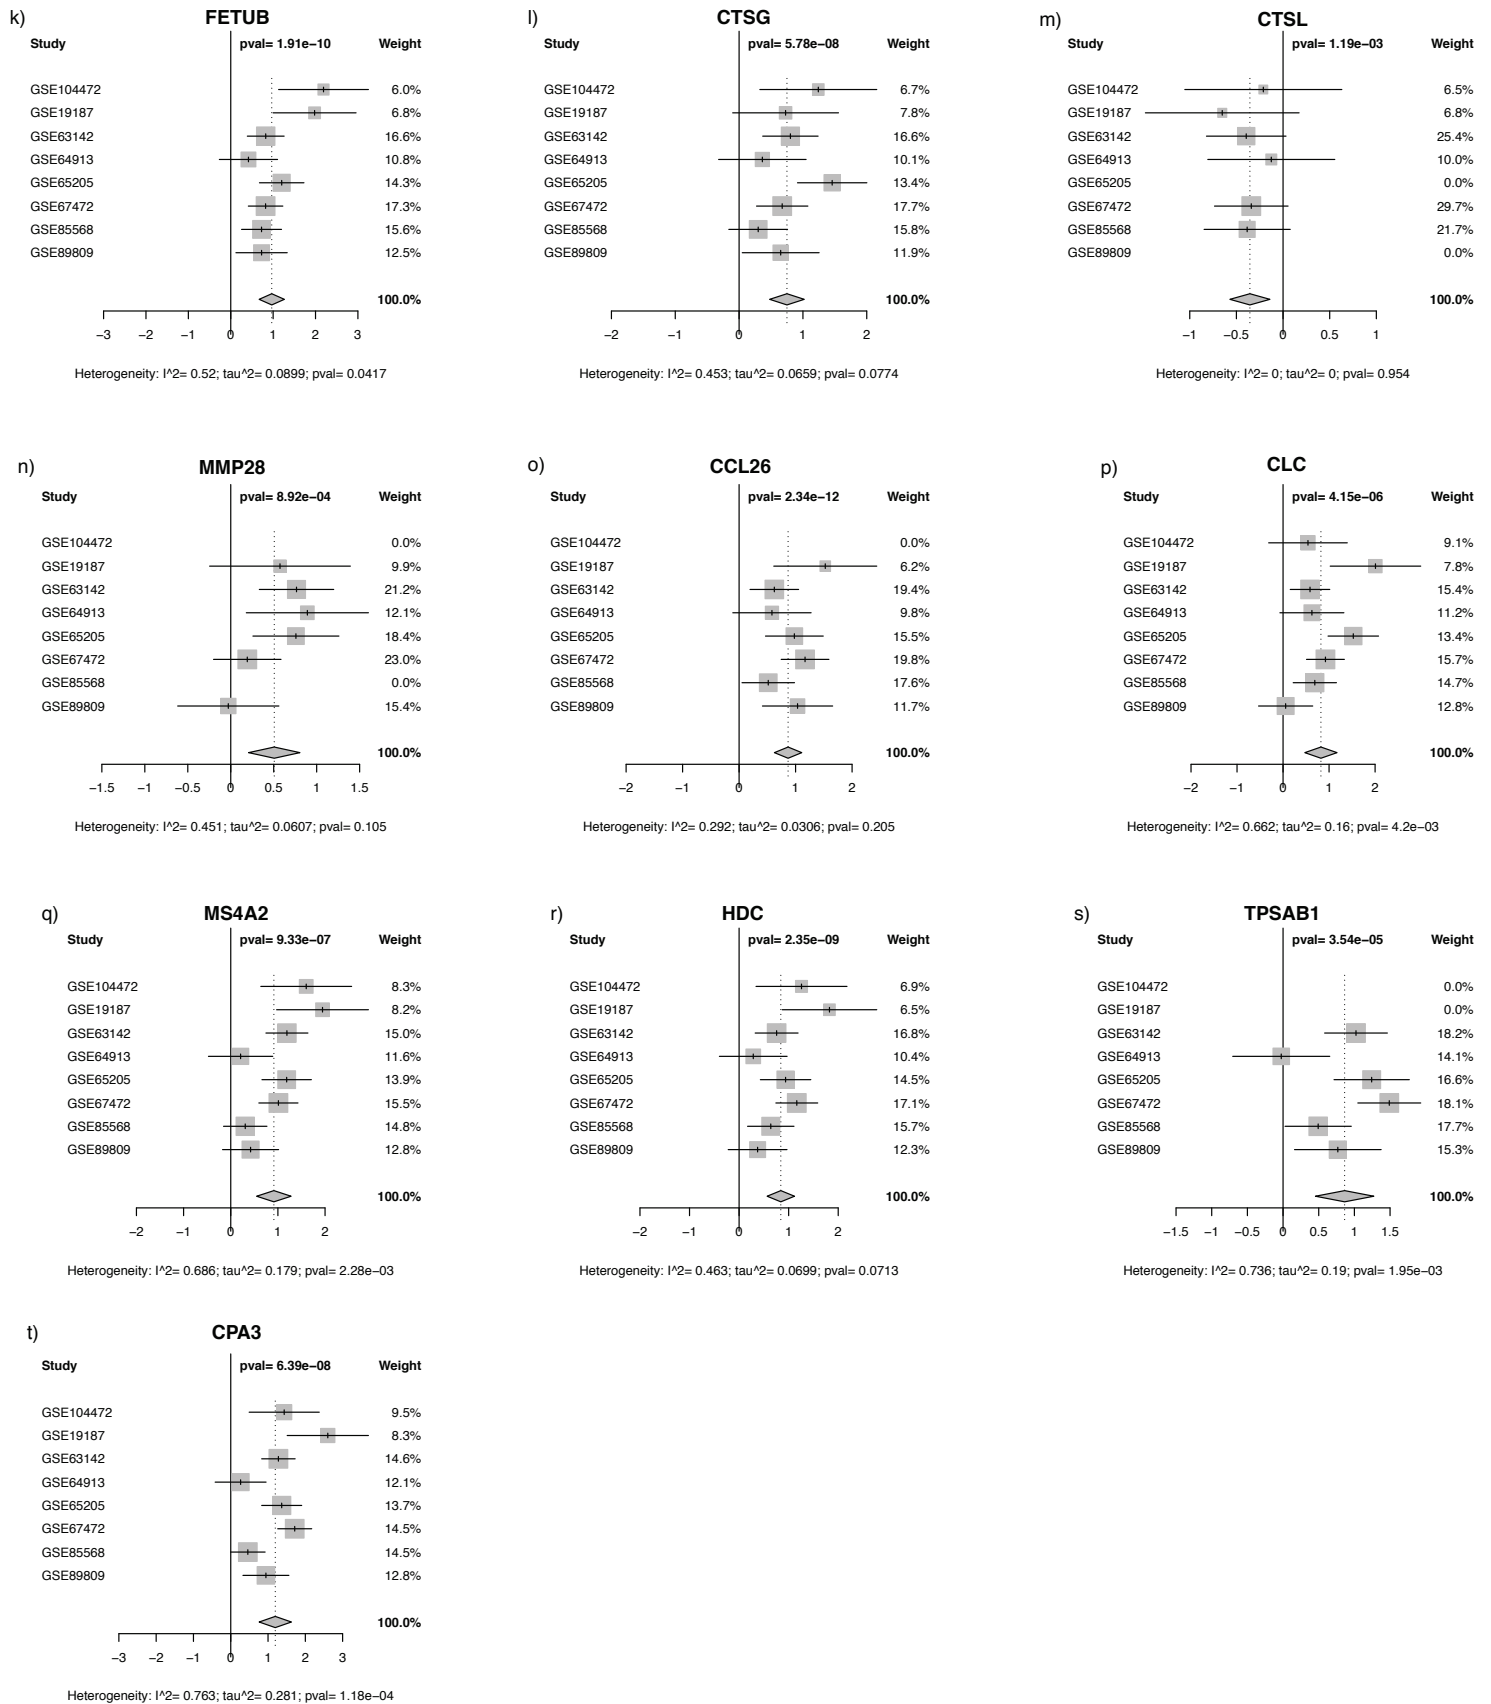 k)
FETUB
Study pval= 1.91e−10 Weight
GSE104472 6.0%
GSE19187 6.8%
GSE63142 16.6%
GSE64913 10.8%
GSE65205 14.3%
GSE67472 17.3%
GSE85568 15.6%
GSE89809 12.5%
100.0%
−3 −2 −1 0 1 2 3
Heterogeneity: I^2= 0.52; tau^2= 0.0899; pval= 0.0417
l)
CTSG
Study pval= 5.78e−08 Weight
GSE104472 6.7%
GSE19187 7.8%
GSE63142 16.6%
GSE64913 10.1%
GSE65205 13.4%
GSE67472 17.7%
GSE85568 15.8%
GSE89809 11.9%
100.0%
−2 −1 0 1 2
Heterogeneity: I^2= 0.453; tau^2= 0.0659; pval= 0.0774
m)
CTSL
Study pval= 1.19e−03 Weight
GSE104472 6.5%
GSE19187 6.8%
GSE63142 25.4%
GSE64913 10.0%
GSE65205 0.0%
GSE67472 29.7%
GSE85568 21.7%
GSE89809 0.0%
100.0%
−1 −0.5 0 0.5 1
Heterogeneity: I^2= 0; tau^2= 0; pval= 0.954
n)
MMP28
Study pval= 8.92e−04 Weight
GSE104472 0.0%
GSE19187 9.9%
GSE63142 21.2%
GSE64913 12.1%
GSE65205 18.4%
GSE67472 23.0%
GSE85568 0.0%
GSE89809 15.4%
100.0%
−1.5 −1 −0.5 0 0.5 1 1.5
Heterogeneity: I^2= 0.451; tau^2= 0.0607; pval= 0.105
o)
CCL26
Study pval= 2.34e−12 Weight
GSE104472 0.0%
GSE19187 6.2%
GSE63142 19.4%
GSE64913 9.8%
GSE65205 15.5%
GSE67472 19.8%
GSE85568 17.6%
GSE89809 11.7%
100.0%
−2 −1 0 1 2
Heterogeneity: I^2= 0.292; tau^2= 0.0306; pval= 0.205
p)
CLC
Study pval= 4.15e−06 Weight
GSE104472 9.1%
GSE19187 7.8%
GSE63142 15.4%
GSE64913 11.2%
GSE65205 13.4%
GSE67472 15.7%
GSE85568 14.7%
GSE89809 12.8%
100.0%
−2 −1 0 1 2
Heterogeneity: I^2= 0.662; tau^2= 0.16; pval= 4.2e−03
q)
MS4A2
Study pval= 9.33e−07 Weight
GSE104472 8.3%
GSE19187 8.2%
GSE63142 15.0%
GSE64913 11.6%
GSE65205 13.9%
GSE67472 15.5%
GSE85568 14.8%
GSE89809 12.8%
100.0%
−2 −1 0 1 2
Heterogeneity: I^2= 0.686; tau^2= 0.179; pval= 2.28e−03
r)
HDC
Study pval= 2.35e−09 Weight
GSE104472 6.9%
GSE19187 6.5%
GSE63142 16.8%
GSE64913 10.4%
GSE65205 14.5%
GSE67472 17.1%
GSE85568 15.7%
GSE89809 12.3%
100.0%
−2 −1 0 1 2
Heterogeneity: I^2= 0.463; tau^2= 0.0699; pval= 0.0713
s)
TPSAB1
Study pval= 3.54e−05 Weight
GSE104472 0.0%
GSE19187 0.0%
GSE63142 18.2%
GSE64913 14.1%
GSE65205 16.6%
GSE67472 18.1%
GSE85568 17.7%
GSE89809 15.3%
100.0%
−1.5 −1 −0.5 0 0.5 1 1.5
Heterogeneity: I^2= 0.736; tau^2= 0.19; pval= 1.95e−03
t)
CPA3
Study pval= 6.39e−08 Weight
GSE104472 9.5%
GSE19187 8.3%
GSE63142 14.6%
GSE64913 12.1%
GSE65205 13.7%
GSE67472 14.5%
GSE85568 14.5%
GSE89809 12.8%
100.0%
−3 −2 −1 0 1 2 3
Heterogeneity: I^2= 0.763; tau^2= 0.281; pval= 1.18e−04